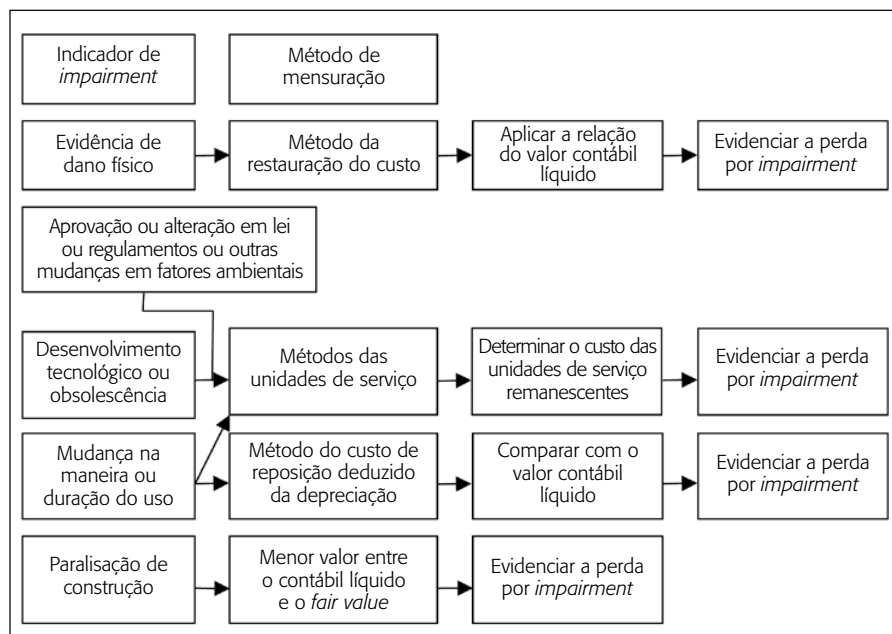 Indicador de
impairment
Método de
mensuração
Evidência de
dano físico
Método da
restauração do custo
Aplicar a relação
do valor contábil
líquido
Evidenciar a perda
por impairment
Aprovação ou alteração em lei
ou regulamentos ou outras
mudanças em fatores ambientais
Desenvolvimento
tecnológico ou
obsolescência
Métodos das
unidades de serviço
Determinar o custo das
unidades de serviço
remanescentes
Evidenciar a perda
por impairment
Mudança na
maneira ou
duração do uso
Método do custo de
reposição deduzido
da depreciação
Comparar com o
valor contábil
líquido
Evidenciar a perda
por impairment
Paralisação de
construção
Menor valor entre
o contábil líquido
e o fair value
Evidenciar a perda
por impairment